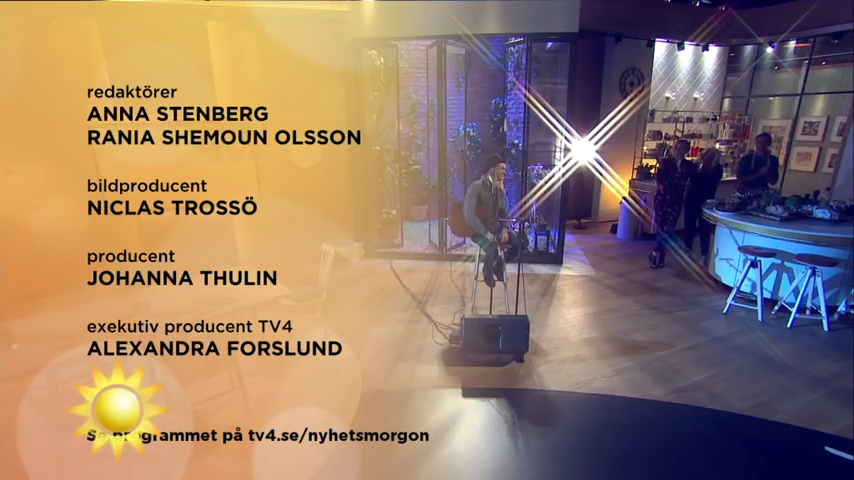 redaktörer
ANNA STENBERG
RANIA SHEMOUN OLSSON
bildproducent
NICLAS TROSSÖ
producent
JOHANNA THULIN
exekutiv producent TV4
ALEXANDRA FORSLUND
Se programmet på tv4.se/nyhetsmorgon